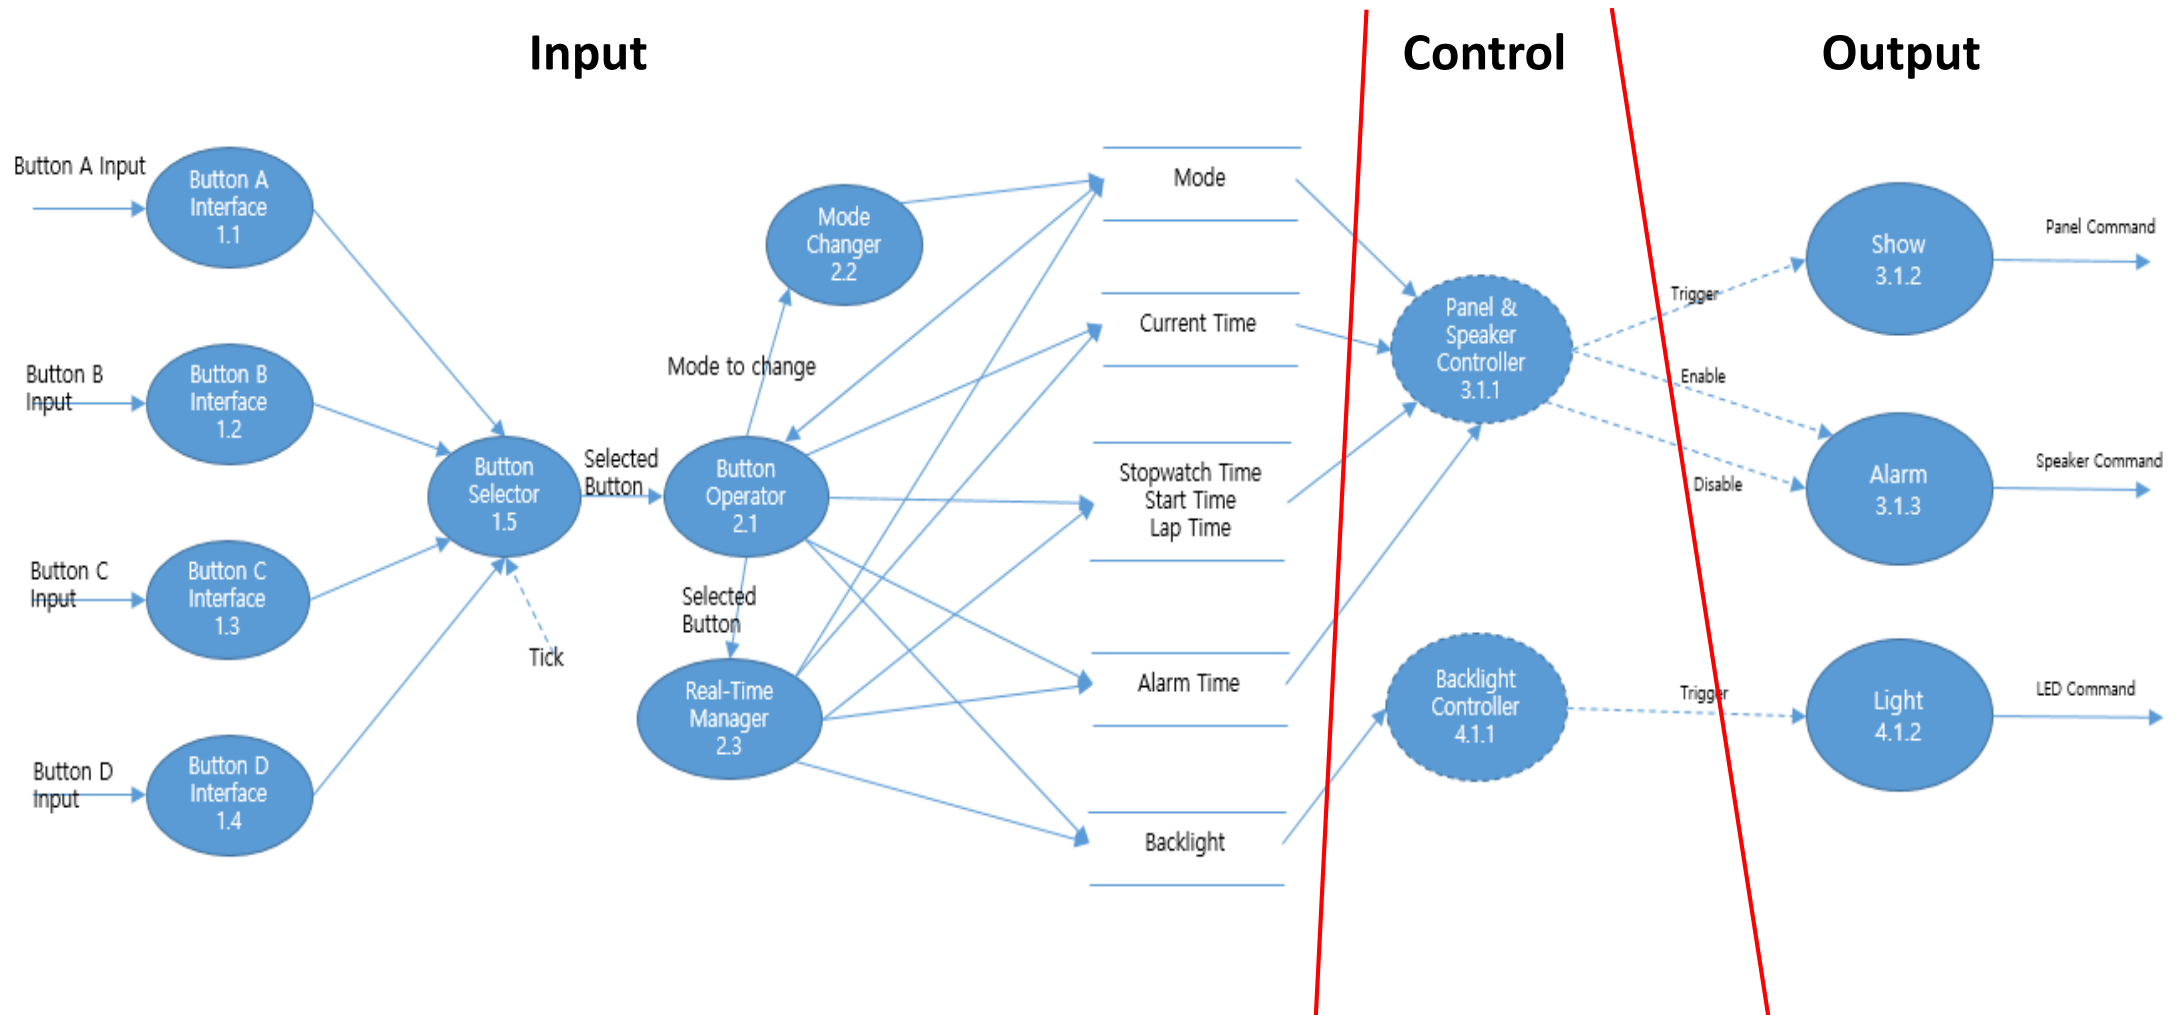 Input
Control
Output
Button A Input
Button A
Interface
1.1
Button B
Input
Button B
Interface
1.2
Button C
Input
Button C
Interface
1.3
Button D
Input
Button D
Interface
1.4
Button
Selector
1.5
Tick
Selected
Button
Button
Operator
2.1
Mode to change
Mode
Changer
2.2
Selected
Button
Real-Time
Manager
2.3
Mode
Current Time
Stopwatch Time
Start Time
Lap Time
Alarm Time
Backlight
Panel &
Speaker
Controller
3.1.1
Backlight
Controller
4.1.1
Trigger
Enable
Disable
Trigger
Show
3.1.2
Panel Command
Alarm
3.1.3
Speaker Command
Light
4.1.2
LED Command